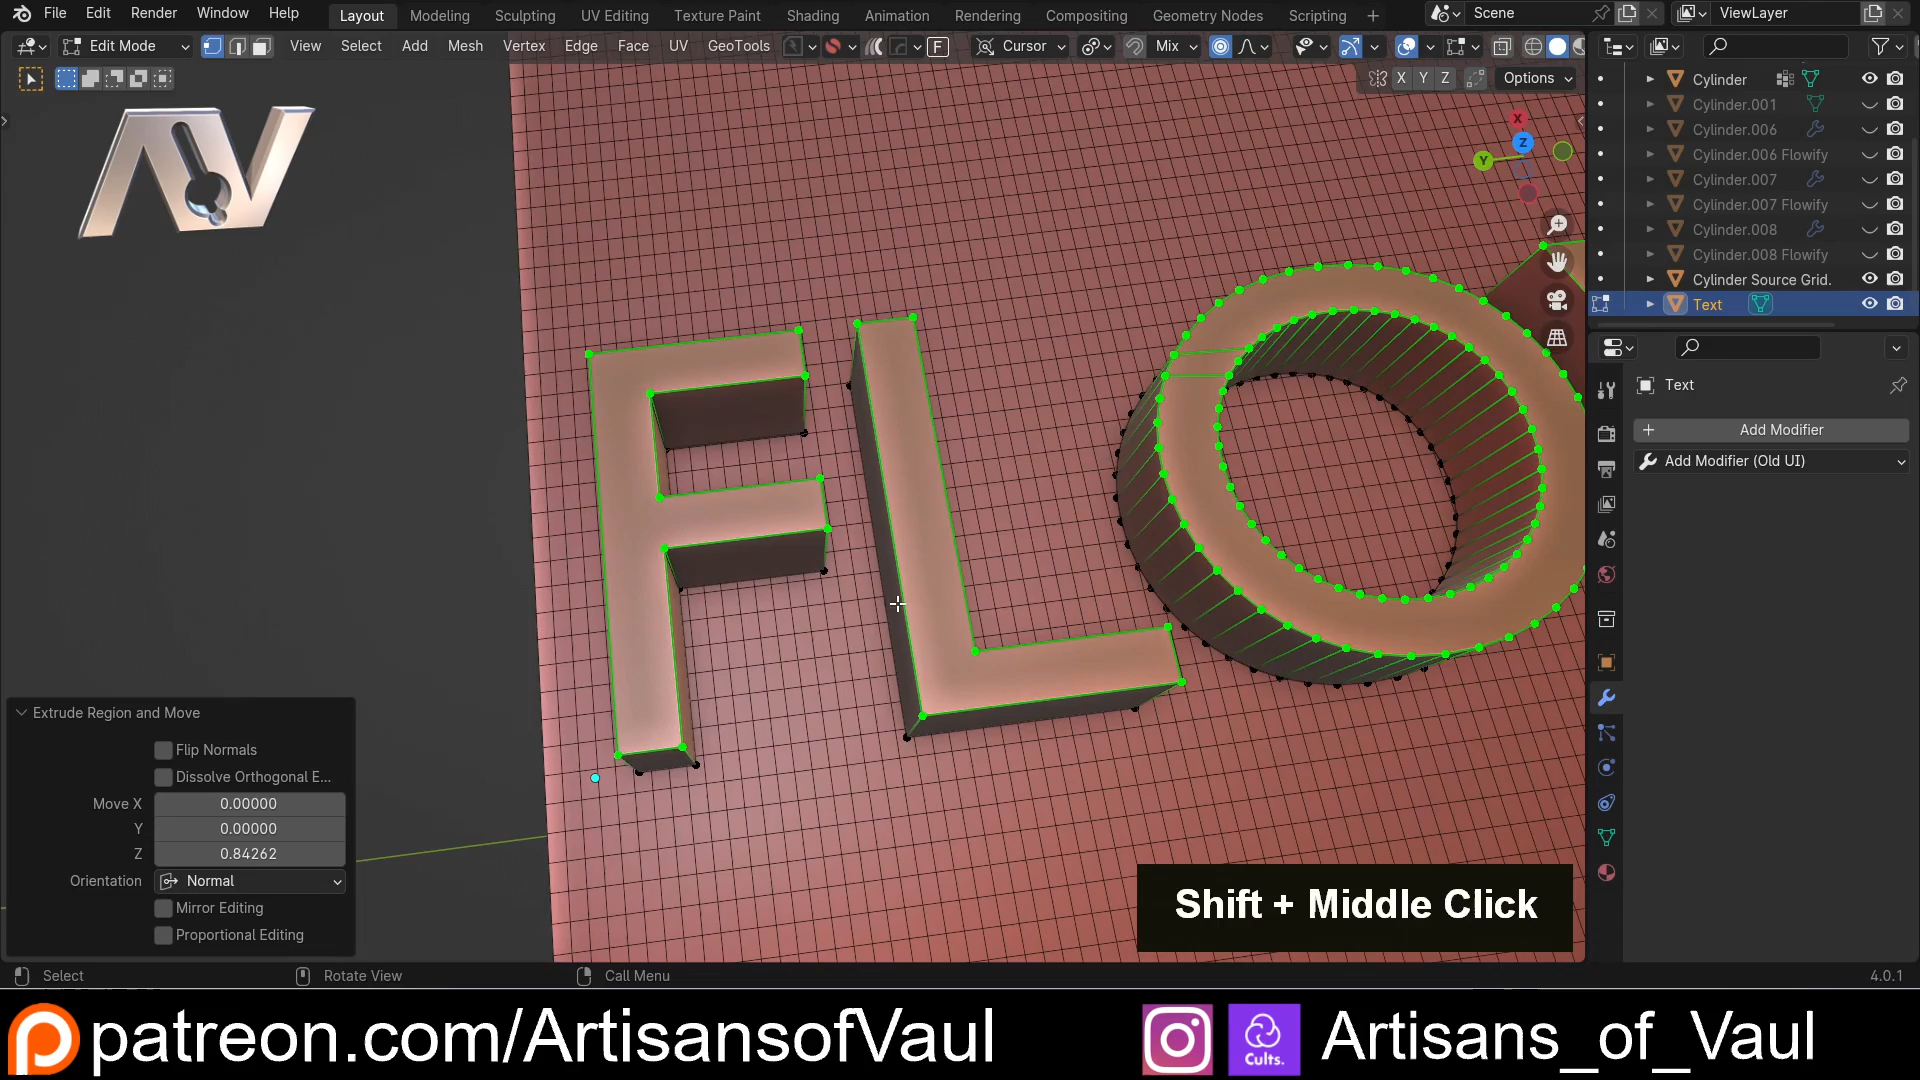 File Edit Render Window Help Layout Modeling Sculpting UV Editing Texture Paint Shading Animation Rendering Compositing Geometry Nodes Scripting + Scene ViewLayer
Edit Mode View Select Add Mesh Vertex Edge Face UV GeoTools F Cursor Mix
X Y Z Options
AV
X
Z
Y
FLO
Cylinder
Cylinder.001
Cylinder.006
Cylinder.006 Flowify
Cylinder.007
Cylinder.007 Flowify
Cylinder.008
Cylinder.008 Flowify
Cylinder Source Grid.
Text
Text
+ Add Modifier
Add Modifier (Old UI)
Extrude Region and Move
Flip Normals
Dissolve Orthogonal E...
Move X 0.00000
Y 0.00000
Z 0.84262
Orientation Normal
Mirror Editing
Proportional Editing
Shift + Middle Click
Select Rotate View Call Menu 4.0.1
patreon.com/ArtisansofVaul Cults. Artisans_of_Vaul